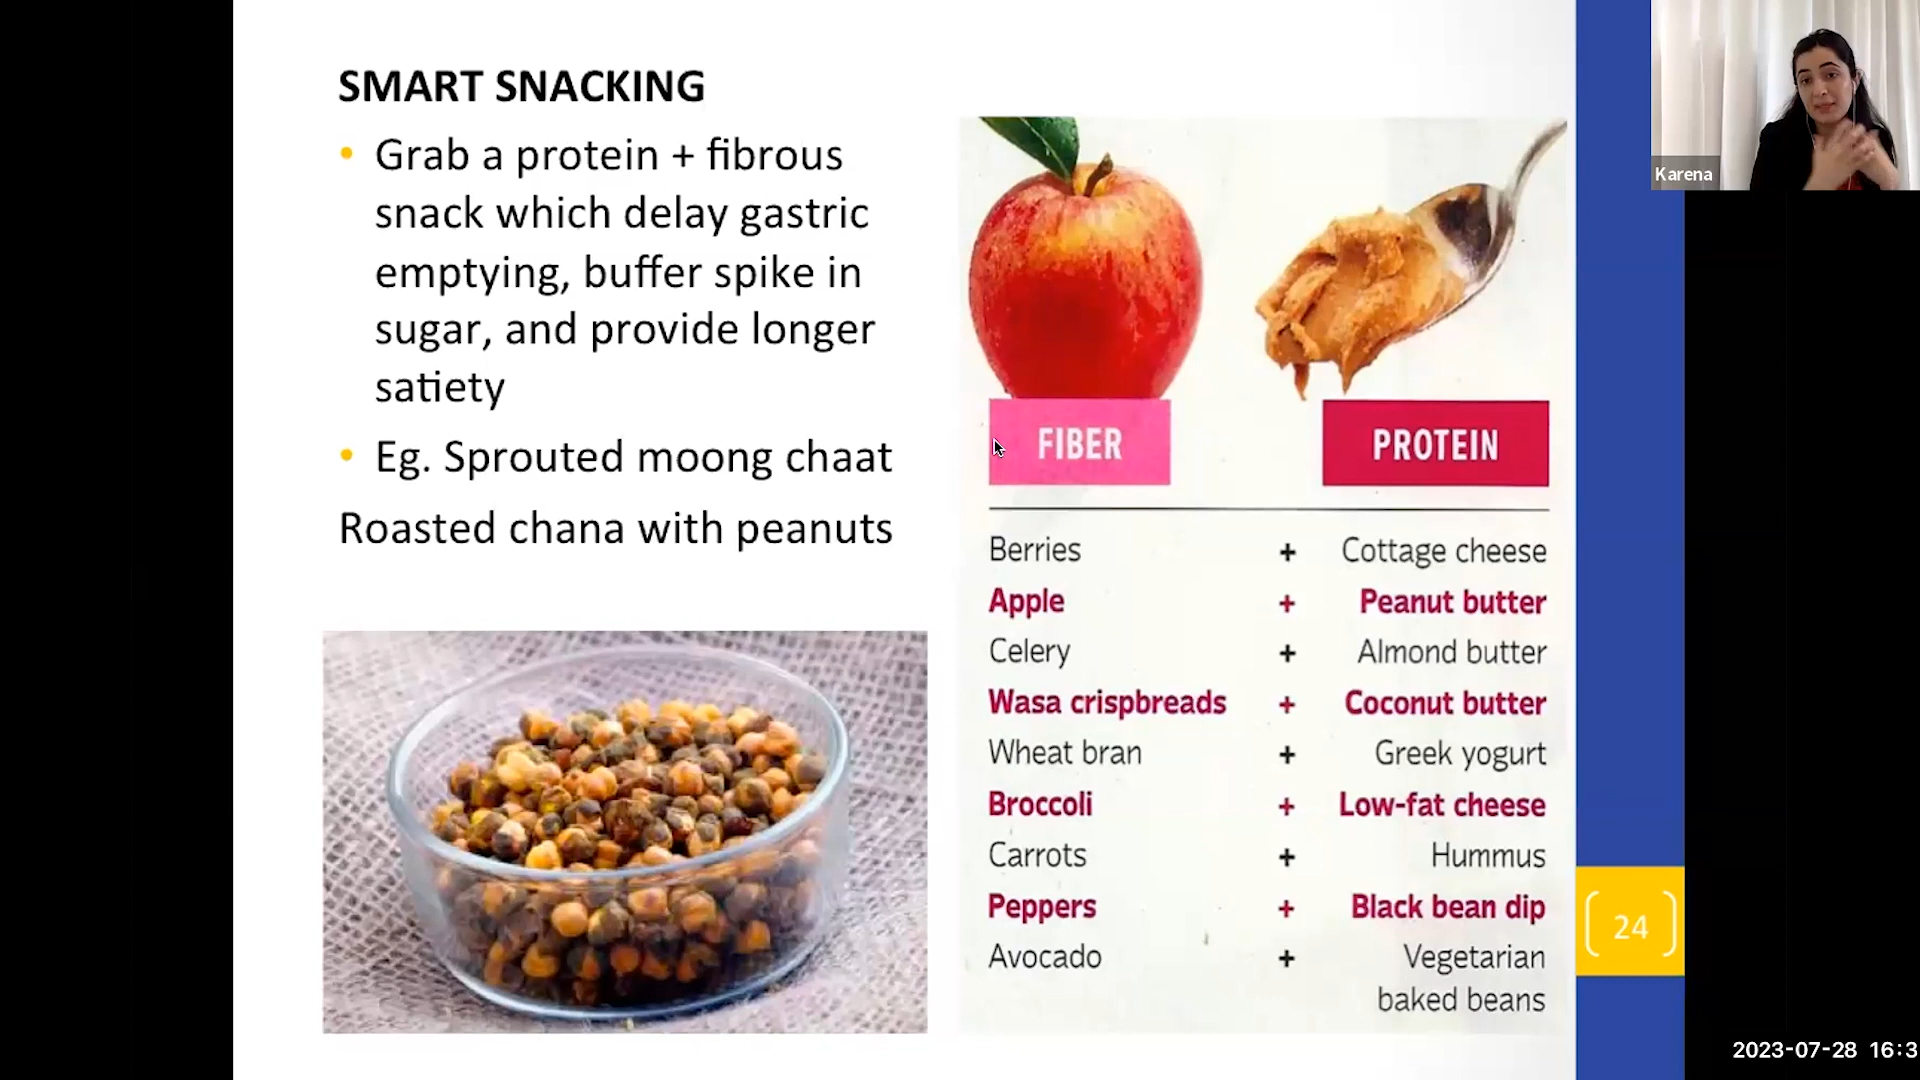 SMART SNACKING
• Grab a protein + fibrous
snack which delay gastric
emptying, buffer spike in
sugar, and provide longer
satiety
• Eg. Sprouted moong chaat
Roasted chana with peanuts
FIBER PROTEIN
Berries + Cottage cheese
Apple + Peanut butter
Celery + Almond butter
Wasa crispbreads + Coconut butter
Wheat bran + Greek yogurt
Broccoli + Low-fat cheese
Carrots + Hummus
Peppers + Black bean dip
Avocado + Vegetarian
baked beans
Karena
24
2023-07-28 16:3